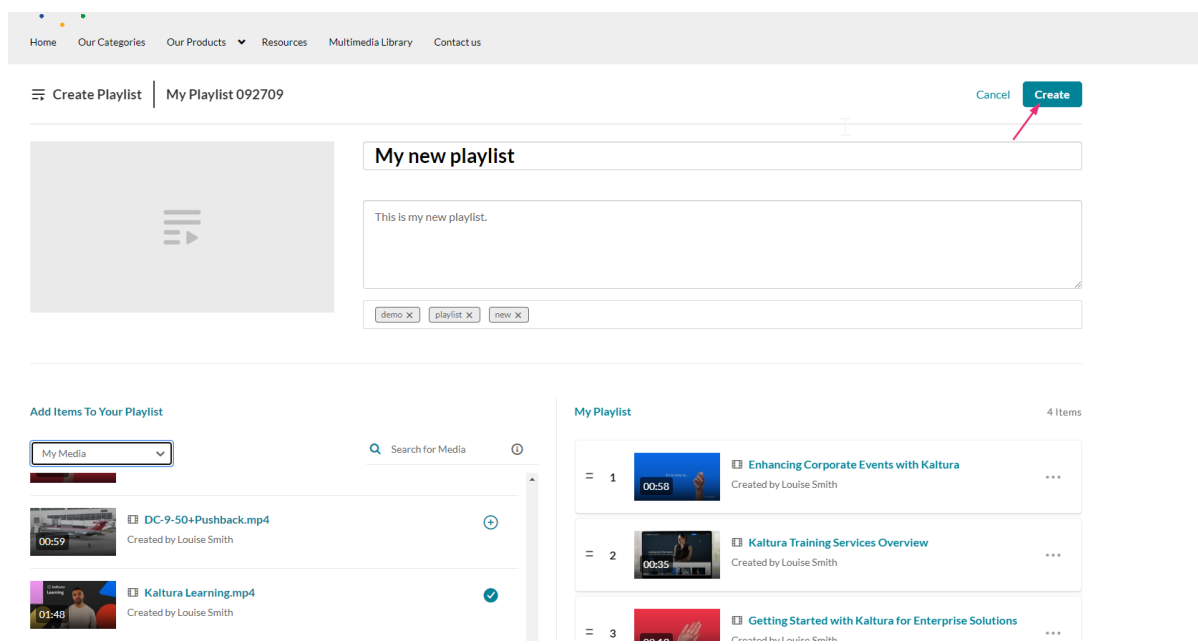 Home Our Categories Our Products Resources Multimedia Library Contact us
Create Playlist My Playlist 092709 Cancel Create
My new playlist
This is my new playlist.
demo playlist new
Add Items To Your Playlist
My Media Search for Media
DC-9-50+Pushback.mp4
00:59 Created by Louise Smith
Kaltura Learning.mp4
01:48 Created by Louise Smith
My Playlist 4 Items
1 Enhancing Corporate Events with Kaltura
00:58 Created by Louise Smith
2 Kaltura Training Services Overview
00:35 Created by Louise Smith
3 Getting Started with Kaltura for Enterprise Solutions
Created by Louise Smith